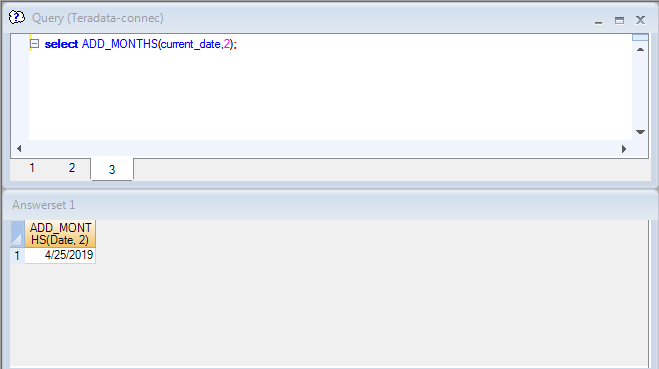 Query (Teradata-connec)
select ADD_MONTHS(current_date,2);
1 2 3
Answerset 1
ADD_MONT
HS(Date, 2)
1 4/25/2019